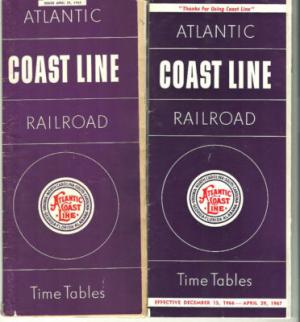 ATLANTIC
COAST LINE
RAILROAD
ATLANTIC
COAST
LINE
Time Tables
"Thanks for Using Coast Line"
ATLANTIC
COAST LINE
RAILROAD
ATLANTIC
COAST
LINE
Time Tables
EFFECTIVE DECEMBER 15, 1966 — APRIL 29, 1967